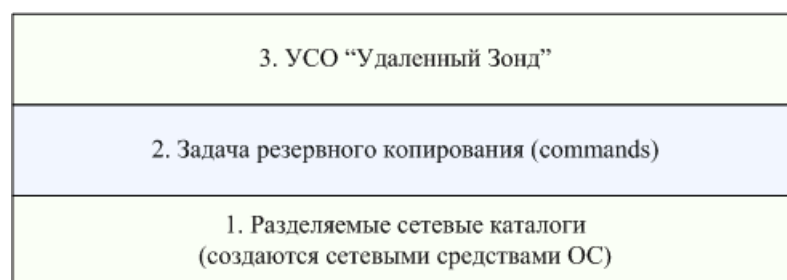 3. УСО “Удаленный Зонд”
2. Задача резервного копирования (commands)
1. Разделяемые сетевые каталоги
(создаются сетевыми средствами ОС)